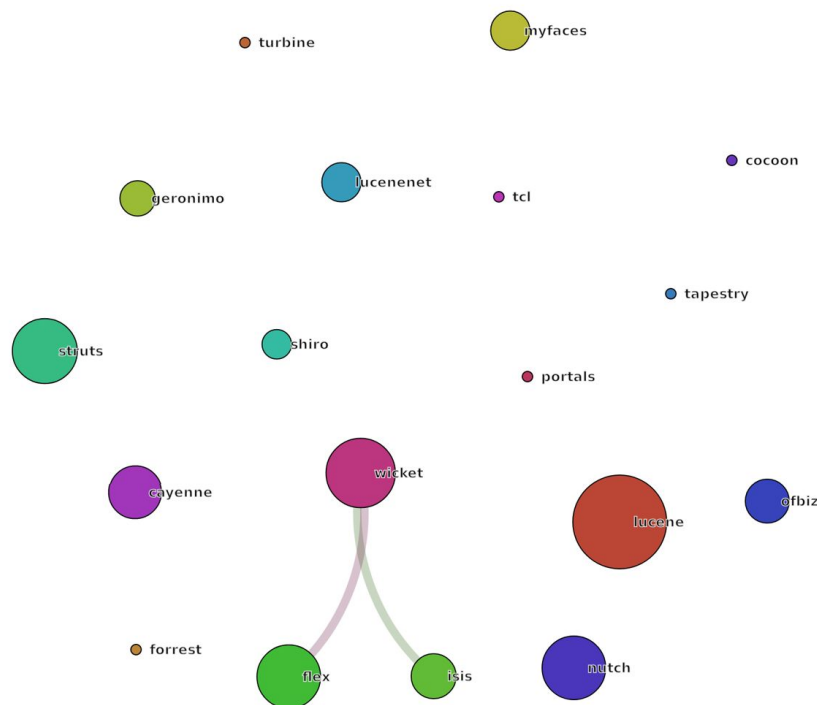 myfaces
turbine
cocoon
lucenenet
tcl
geronimo
tapestry
shiro
struts
portals
wicket
cayenne
ofbiz
lucene
forrest
nutch
flex
isis